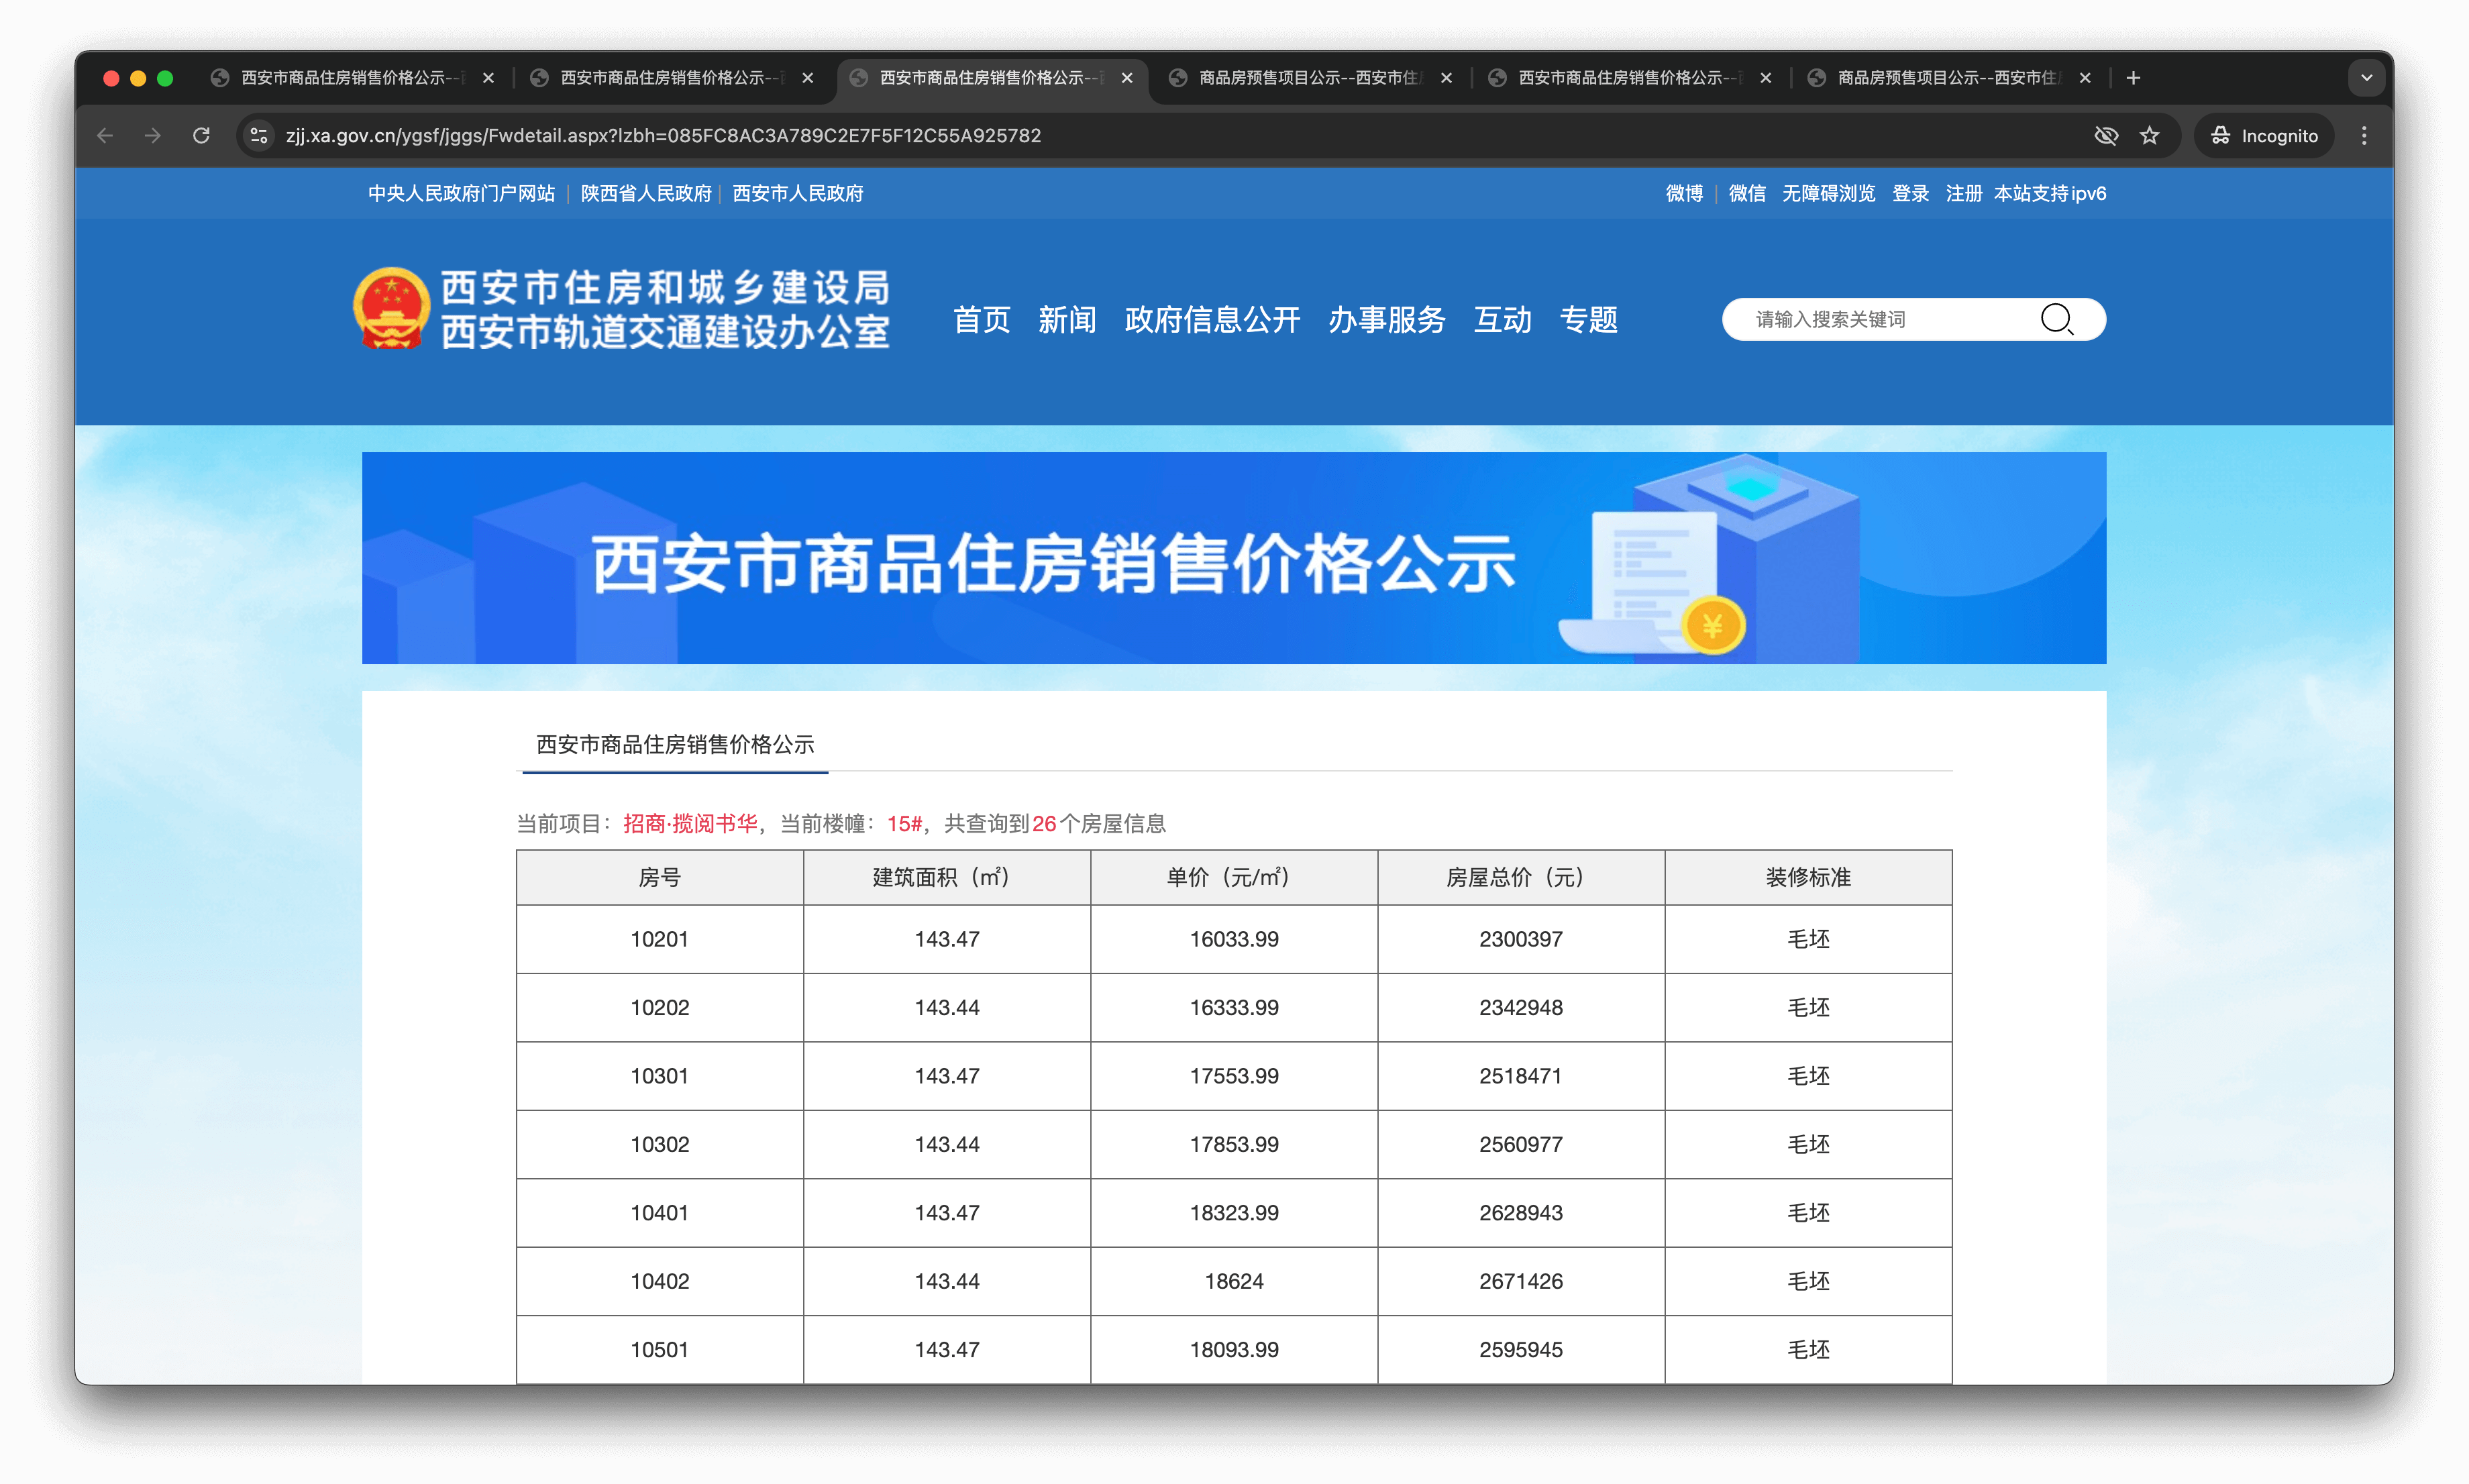 西安市商品住房销售价格公示--
西安市商品住房销售价格公示--
西安市商品住房销售价格公示--
商品房预售项目公示--西安市住
西安市商品住房销售价格公示--
商品房预售项目公示--西安市住
zjj.xa.gov.cn/ygsf/jggs/Fwdetail.aspx?lzbh=085FC8AC3A789C2E7F5F12C55A925782
Incognito
中央人民政府门户网站 | 陕西省人民政府 | 西安市人民政府
微博 | 微信 无障碍浏览 登录 注册 本站支持ipv6
西安市住房和城乡建设局
西安市轨道交通建设办公室
首页 新闻 政府信息公开 办事服务 互动 专题
请输入搜索关键词
西安市商品住房销售价格公示
¥
西安市商品住房销售价格公示
当前项目：招商·揽阅书华，当前楼幢：15#，共查询到26个房屋信息
房号 建筑面积（㎡） 单价（元/㎡） 房屋总价（元） 装修标准
10201 143.47 16033.99 2300397 毛坯
10202 143.44 16333.99 2342948 毛坯
10301 143.47 17553.99 2518471 毛坯
10302 143.44 17853.99 2560977 毛坯
10401 143.47 18323.99 2628943 毛坯
10402 143.44 18624 2671426 毛坯
10501 143.47 18093.99 2595945 毛坯